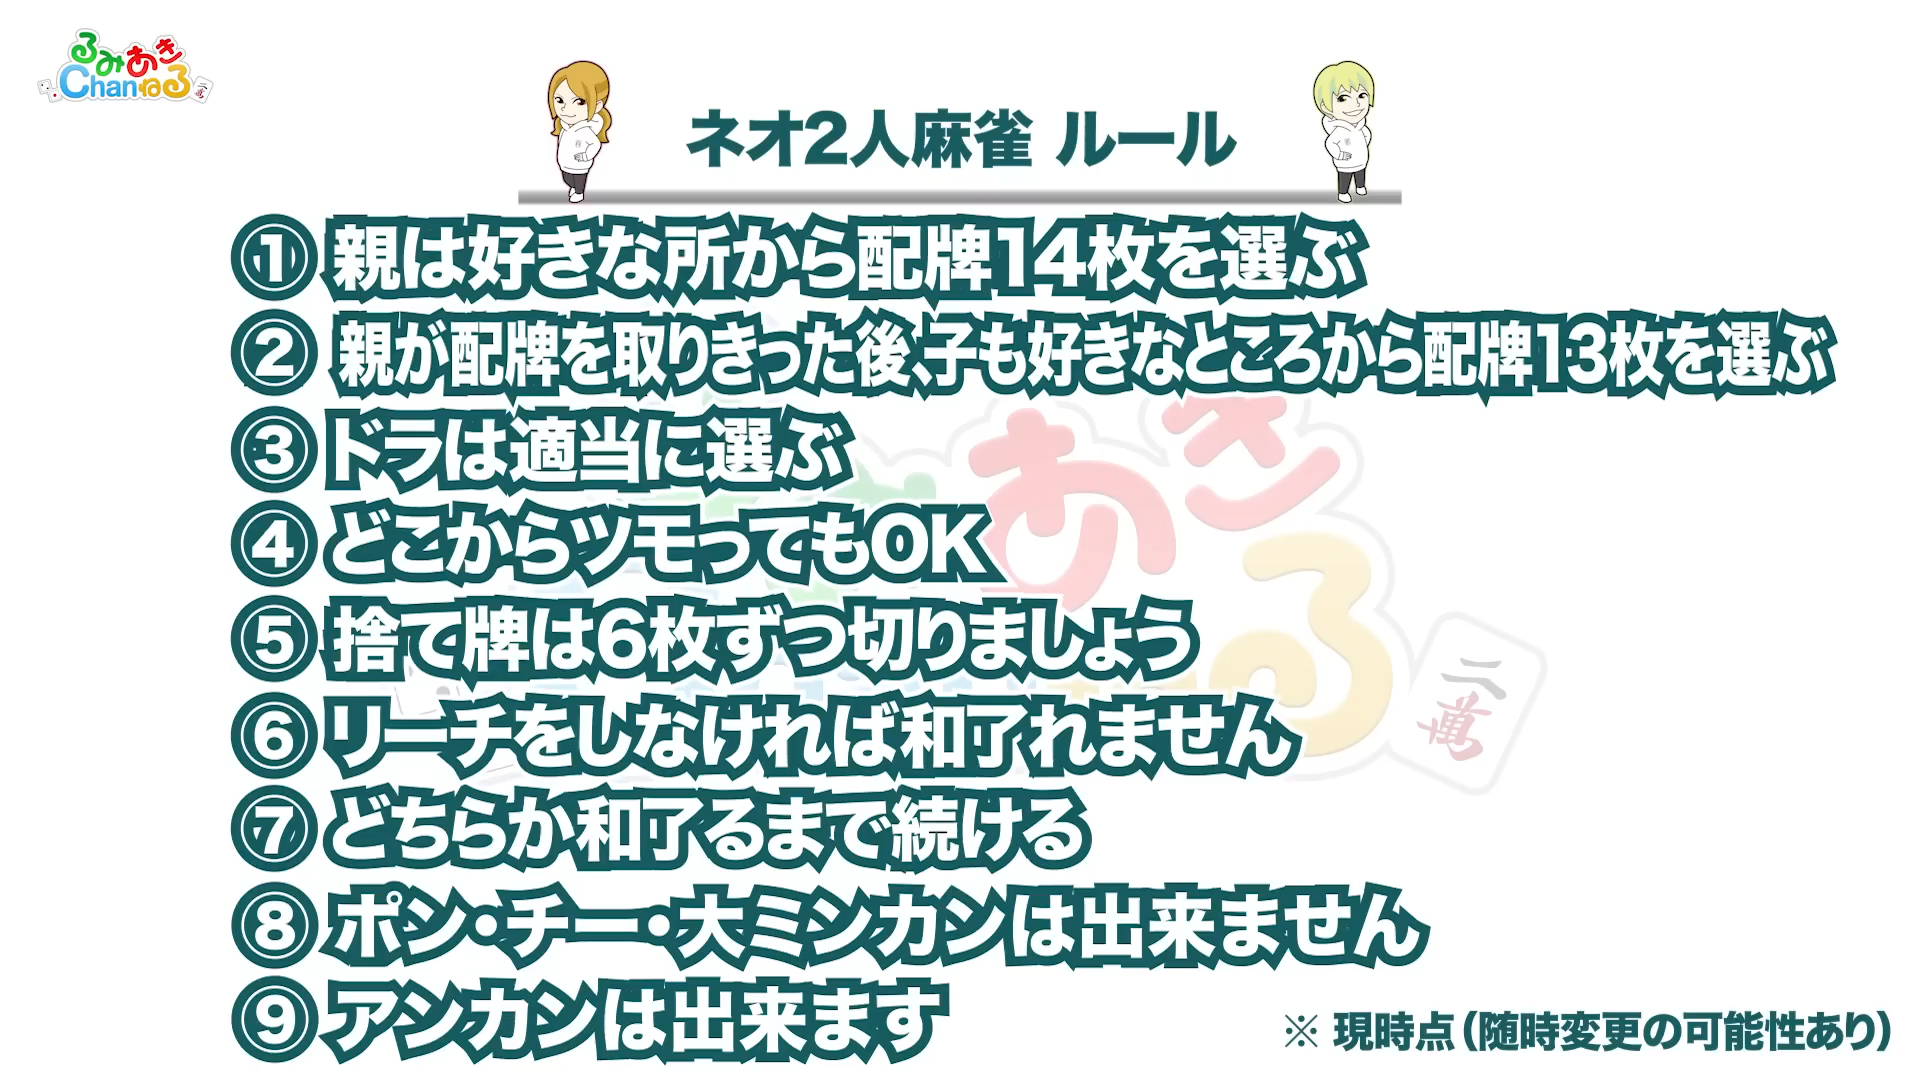 るみあき
Chanねる
二萬
ネオ2人麻雀 ルール
① 親は好きな所から配牌14枚を選ぶ
② 親が配牌を取りきった後、子も好きなところから配牌13枚を選ぶ
③ ドラは適当に選ぶ
④ どこからツモってもOK
⑤ 捨て牌は6枚ずつ切りましょう
⑥ リーチをしなければ和了れません
⑦ どちらか和了るまで続ける
⑧ ポン・チー・大ミンカンは出来ません
⑨ アンカンは出来ます
※ 現時点（随時変更の可能性あり）
あき
る
二萬